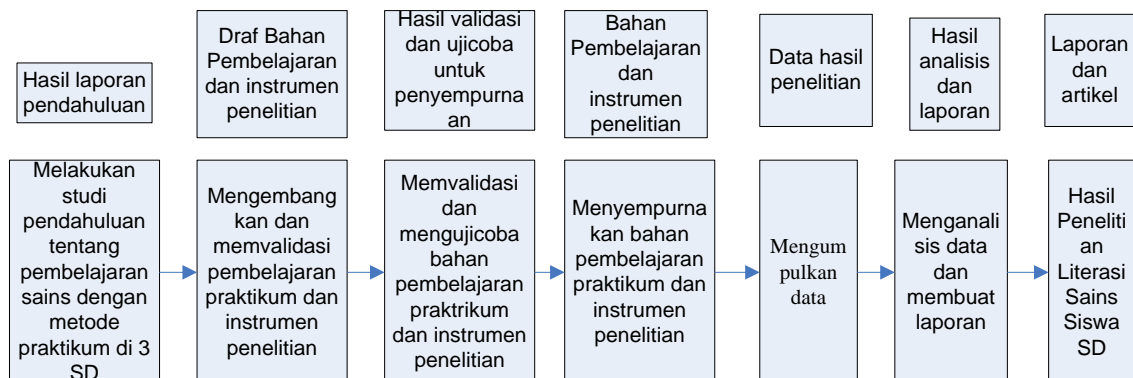 Hasil laporan
pendahuluan
Draf Bahan
Pembelajaran
dan instrumen
penelitian
Hasil validasi
dan ujicoba
untuk
penyempurna
an
Bahan
Pembelajaran
dan
instrumen
penelitian
Data hasil
penelitian
Hasil
analisis
dan
laporan
Laporan
dan
artikel
Melakukan
studi
pendahuluan
tentang
pembelajaran
sains dengan
metode
praktikum di 3
SD
Mengembang
kan dan
memvalidasi
pembelajaran
praktikum dan
instrumen
penelitian
Memvalidasi
dan
mengujicoba
bahan
pembelajaran
praktrikum
dan instrumen
penelitian
Menyempurna
kan bahan
pembelajaran
praktikum dan
instrumen
penelitian
Mengum
pulkan
data
Menganali
sis data
dan
membuat
laporan
Hasil
Peneliti
an
Literasi
Sains
Siswa
SD